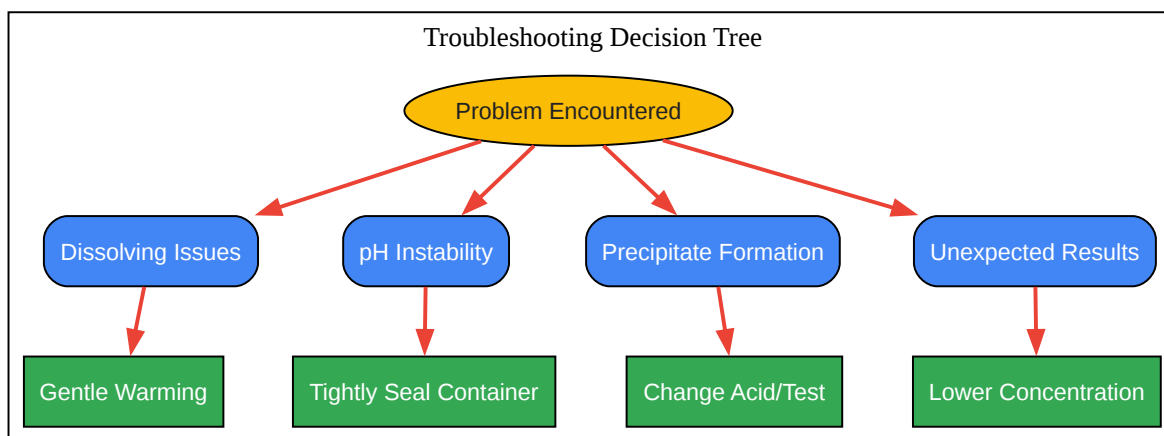 Troubleshooting Decision Tree
Problem Encountered
Dissolving Issues
pH Instability
Precipitate Formation
Unexpected Results
Gentle Warming
Tightly Seal Container
Change Acid/Test
Lower Concentration